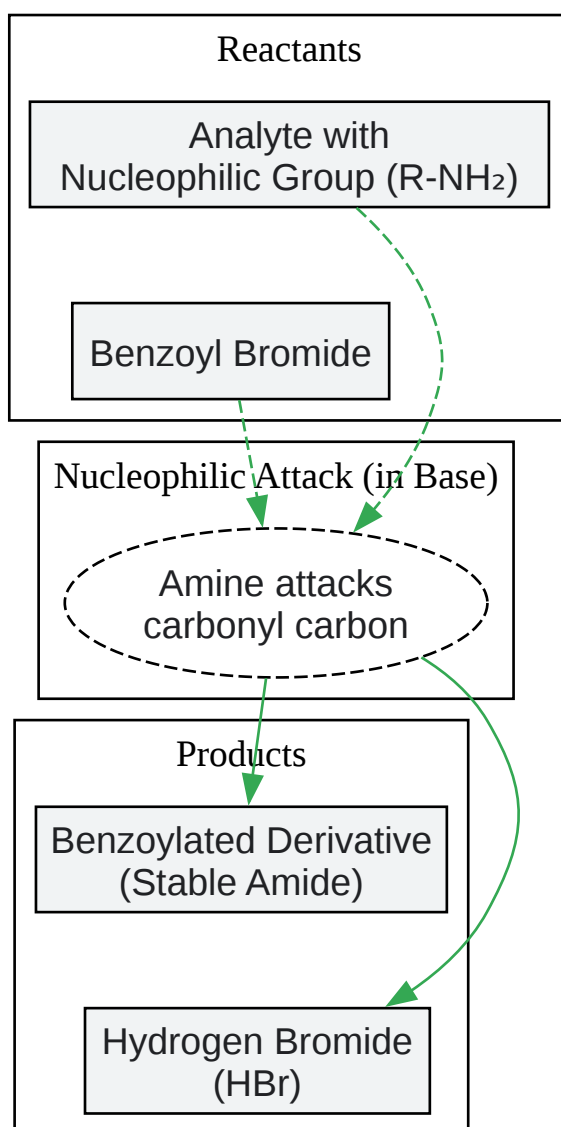 Reactants
Analyte with
Nucleophilic Group (R-NH₂)
Benzoyl Bromide
Nucleophilic Attack (in Base)
Amine attacks
carbonyl carbon
Products
Benzoylated Derivative
(Stable Amide)
Hydrogen Bromide
(HBr)